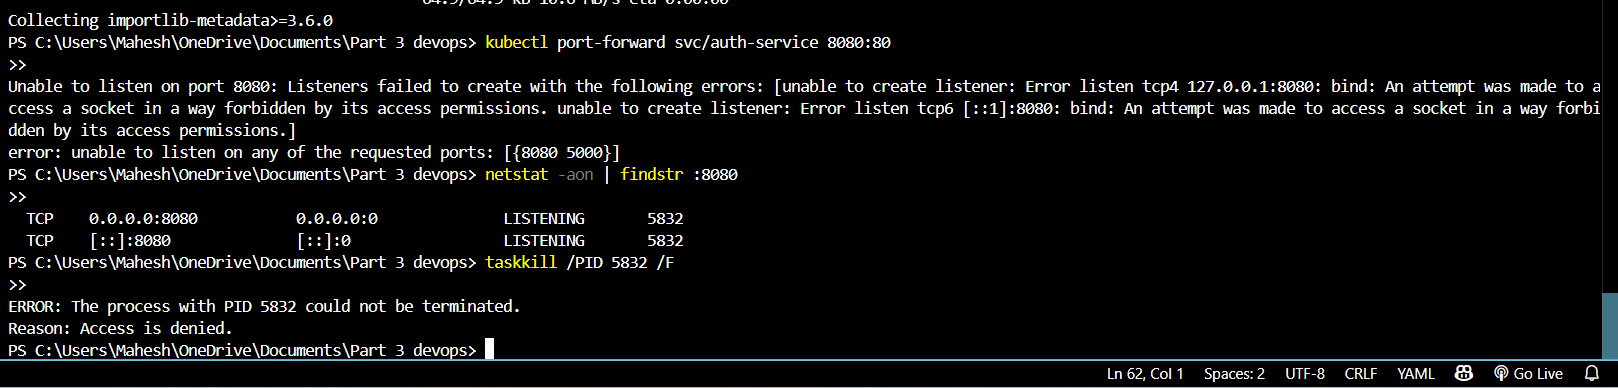 Collecting importlib-metadata>=3.6.0
PS C:\Users\Mahesh\OneDrive\Documents\Part 3 devops> kubectl port-forward svc/auth-service 8080:80
>>
Unable to listen on port 8080: Listeners failed to create with the following errors: [unable to create listener: Error listen tcp4 127.0.0.1:8080: bind: An attempt was made to a
ccess a socket in a way forbidden by its access permissions. unable to create listener: Error listen tcp6 [::1]:8080: bind: An attempt was made to access a socket in a way forbi
dden by its access permissions.]
error: unable to listen on any of the requested ports: [{8080 5000}]
PS C:\Users\Mahesh\OneDrive\Documents\Part 3 devops> netstat -aon | findstr :8080
>>
  TCP    0.0.0.0:8080           0.0.0.0:0              LISTENING       5832
  TCP    [::]:8080              [::]:0                 LISTENING       5832
PS C:\Users\Mahesh\OneDrive\Documents\Part 3 devops> taskkill /PID 5832 /F
>>
ERROR: The process with PID 5832 could not be terminated.
Reason: Access is denied.
PS C:\Users\Mahesh\OneDrive\Documents\Part 3 devops>
Ln 62, Col 1 Spaces: 2 UTF-8 CRLF YAML Go Live